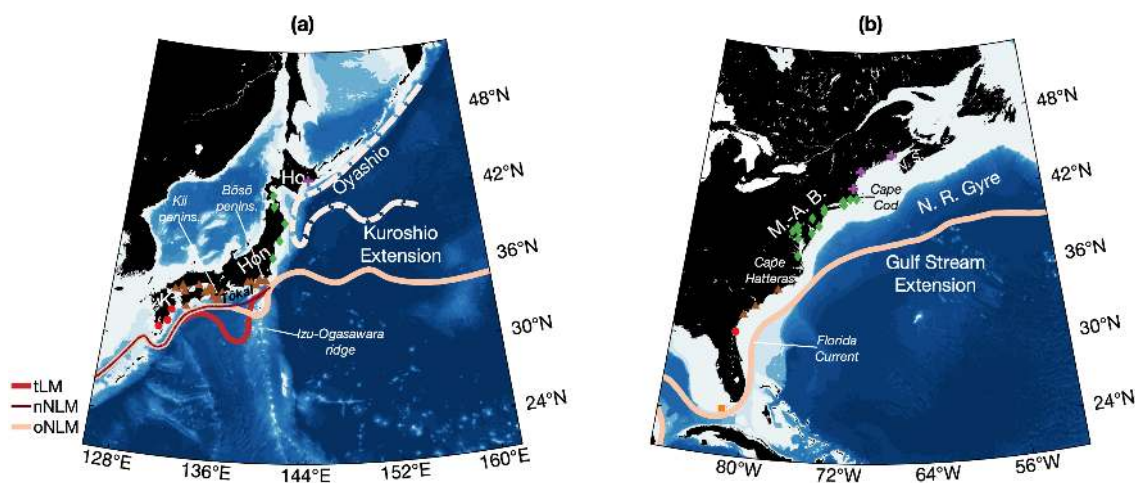 (a)
48°N
42°N
36°N
30°N
24°N
128°E
136°E
144°E
152°E
160°E
Ho.
Oyashio
Bōsō
penins.
Kii
penins.
Hon.
Kuroshio
Extension
K.
Tōkai
Izu-Ogasawara
ridge
tLM
nNLM
oNLM
(b)
48°N
42°N
36°N
30°N
24°N
80°W
72°W
64°W
56°W
N.S.
Cape
Cod
M.-A. B.
N. R. Gyre
Cape
Hatteras
Gulf Stream
Extension
Florida
Current